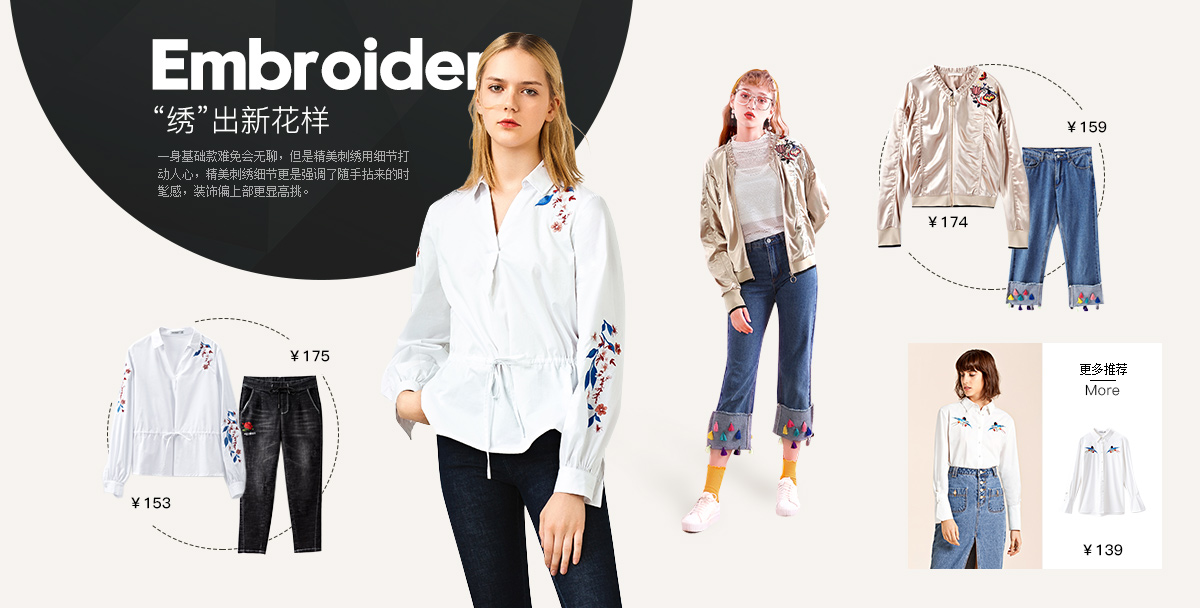 Embroider
“绣”出新花样
一身基础款难免会无聊，但是精美刺绣用细节打
动人心，精美刺绣细节更是强调了随手拈来的时
髦感，装饰偏上部更显高挑。
¥159
¥174
¥175
¥153
更多推荐
More
¥139